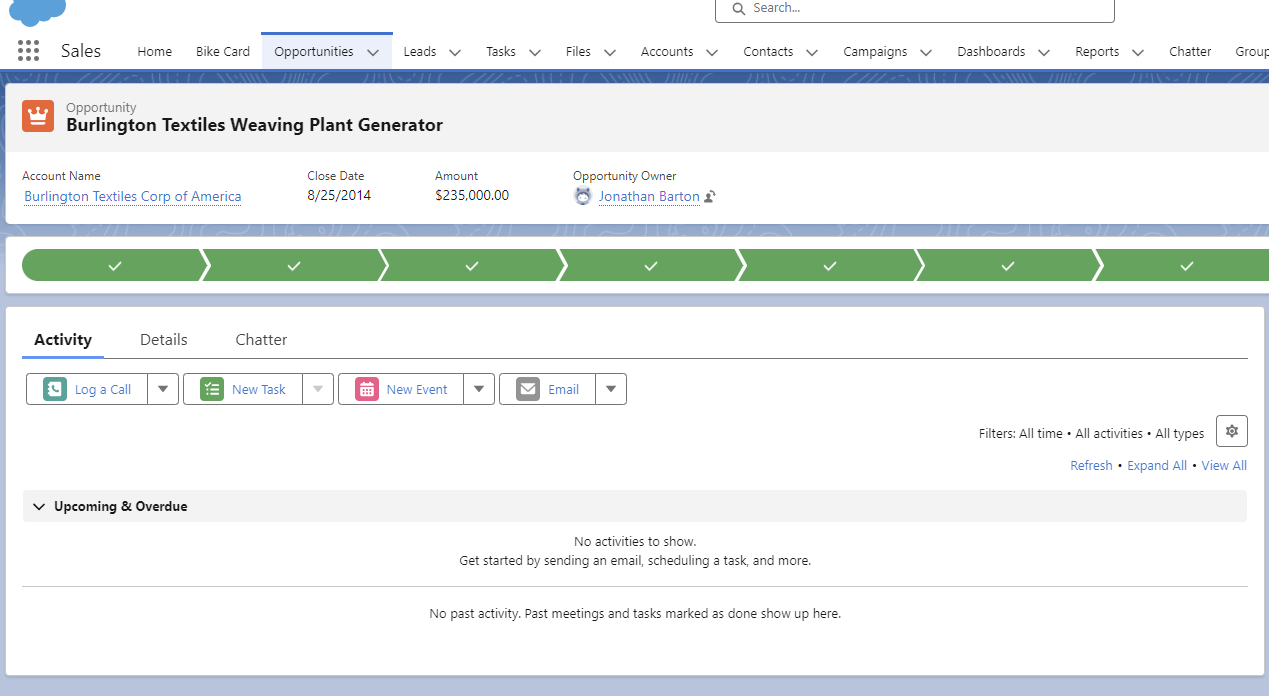 Search...
Sales Home Bike Card Opportunities Leads Tasks Files Accounts Contacts Campaigns Dashboards Reports Chatter Group
Opportunity
Burlington Textiles Weaving Plant Generator
Account Name Close Date Amount Opportunity Owner
Burlington Textiles Corp of America 8/25/2014 $235,000.00 Jonathan Barton
Activity Details Chatter
Log a Call New Task New Event Email
Filters: All time • All activities • All types
Refresh • Expand All • View All
Upcoming & Overdue
No activities to show.
Get started by sending an email, scheduling a task, and more.
No past activity. Past meetings and tasks marked as done show up here.